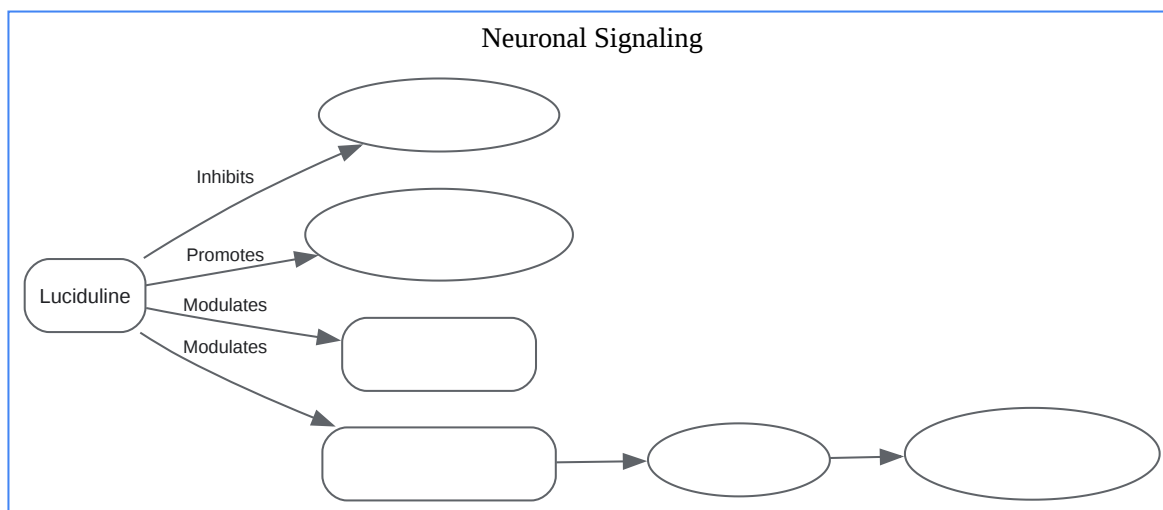 Neuronal Signaling
Inhibits
Promotes
Luciduline
Modulates
Modulates